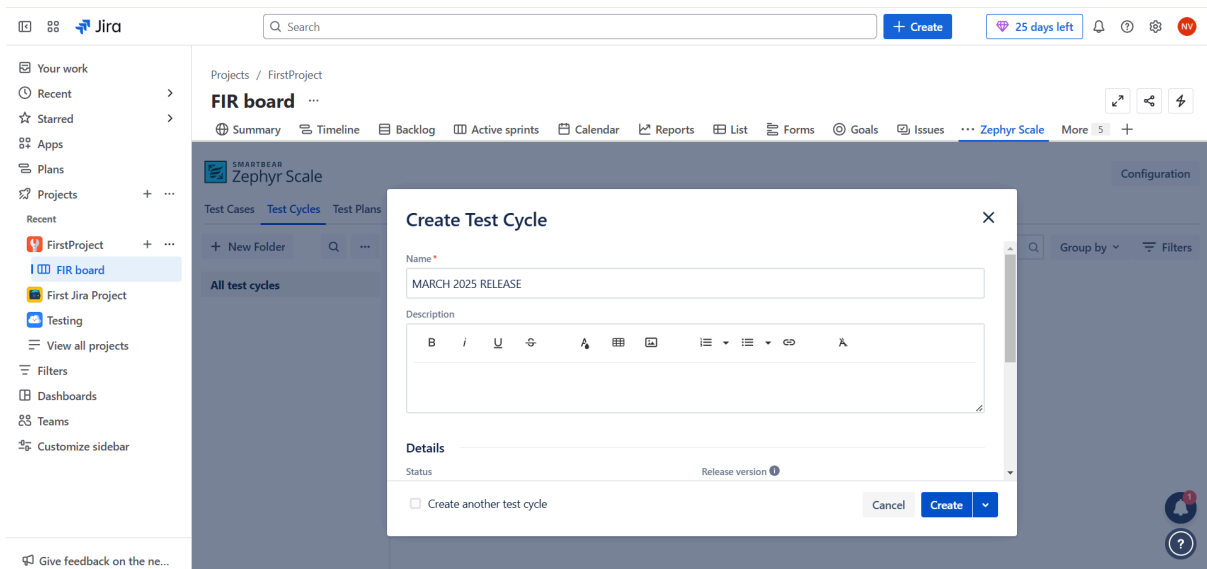 Jira
Search
+ Create
25 days left
NV
Your work
Recent
Starred
Apps
Plans
Projects
Recent
FirstProject
FIR board
First Jira Project
Testing
View all projects
Filters
Dashboards
Teams
Customize sidebar
Give feedback on the ne...
Projects / FirstProject
FIR board ...
Summary Timeline Backlog Active sprints Calendar Reports List Forms Goals Issues ... Zephyr Scale More 5 +
SMARTBEAR
Zephyr Scale
Configuration
Test Cases Test Cycles Test Plans
+ New Folder
Group by Filters
All test cycles
Create Test Cycle
Name*
MARCH 2025 RELEASE
Description
B i U S
Details
Status Release version
Create another test cycle
Cancel Create
1
?